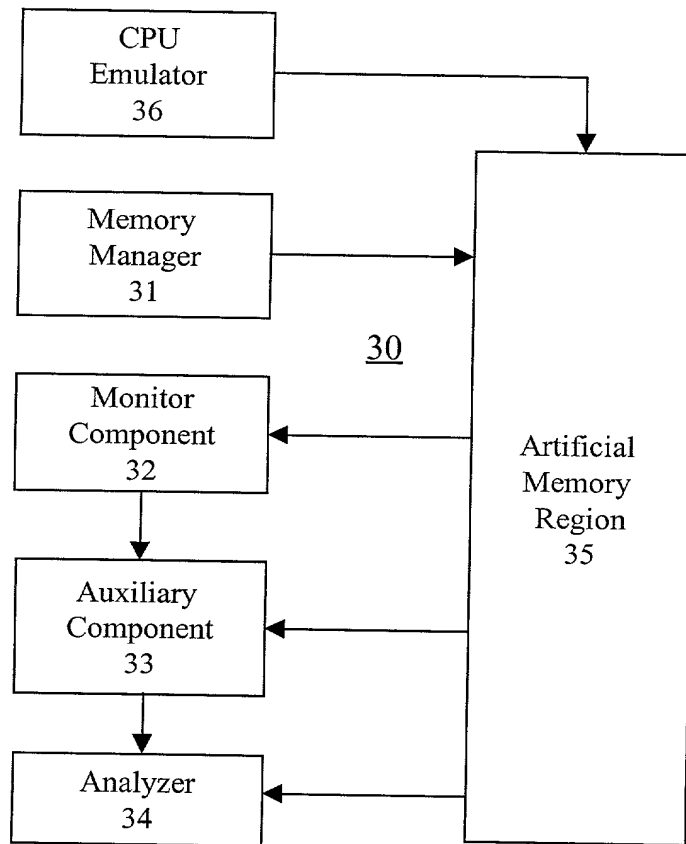 CPU
Emulator
36
Memory
Manager
31
30
Monitor
Component
32
Artificial
Memory
Region
35
Auxiliary
Component
33
Analyzer
34